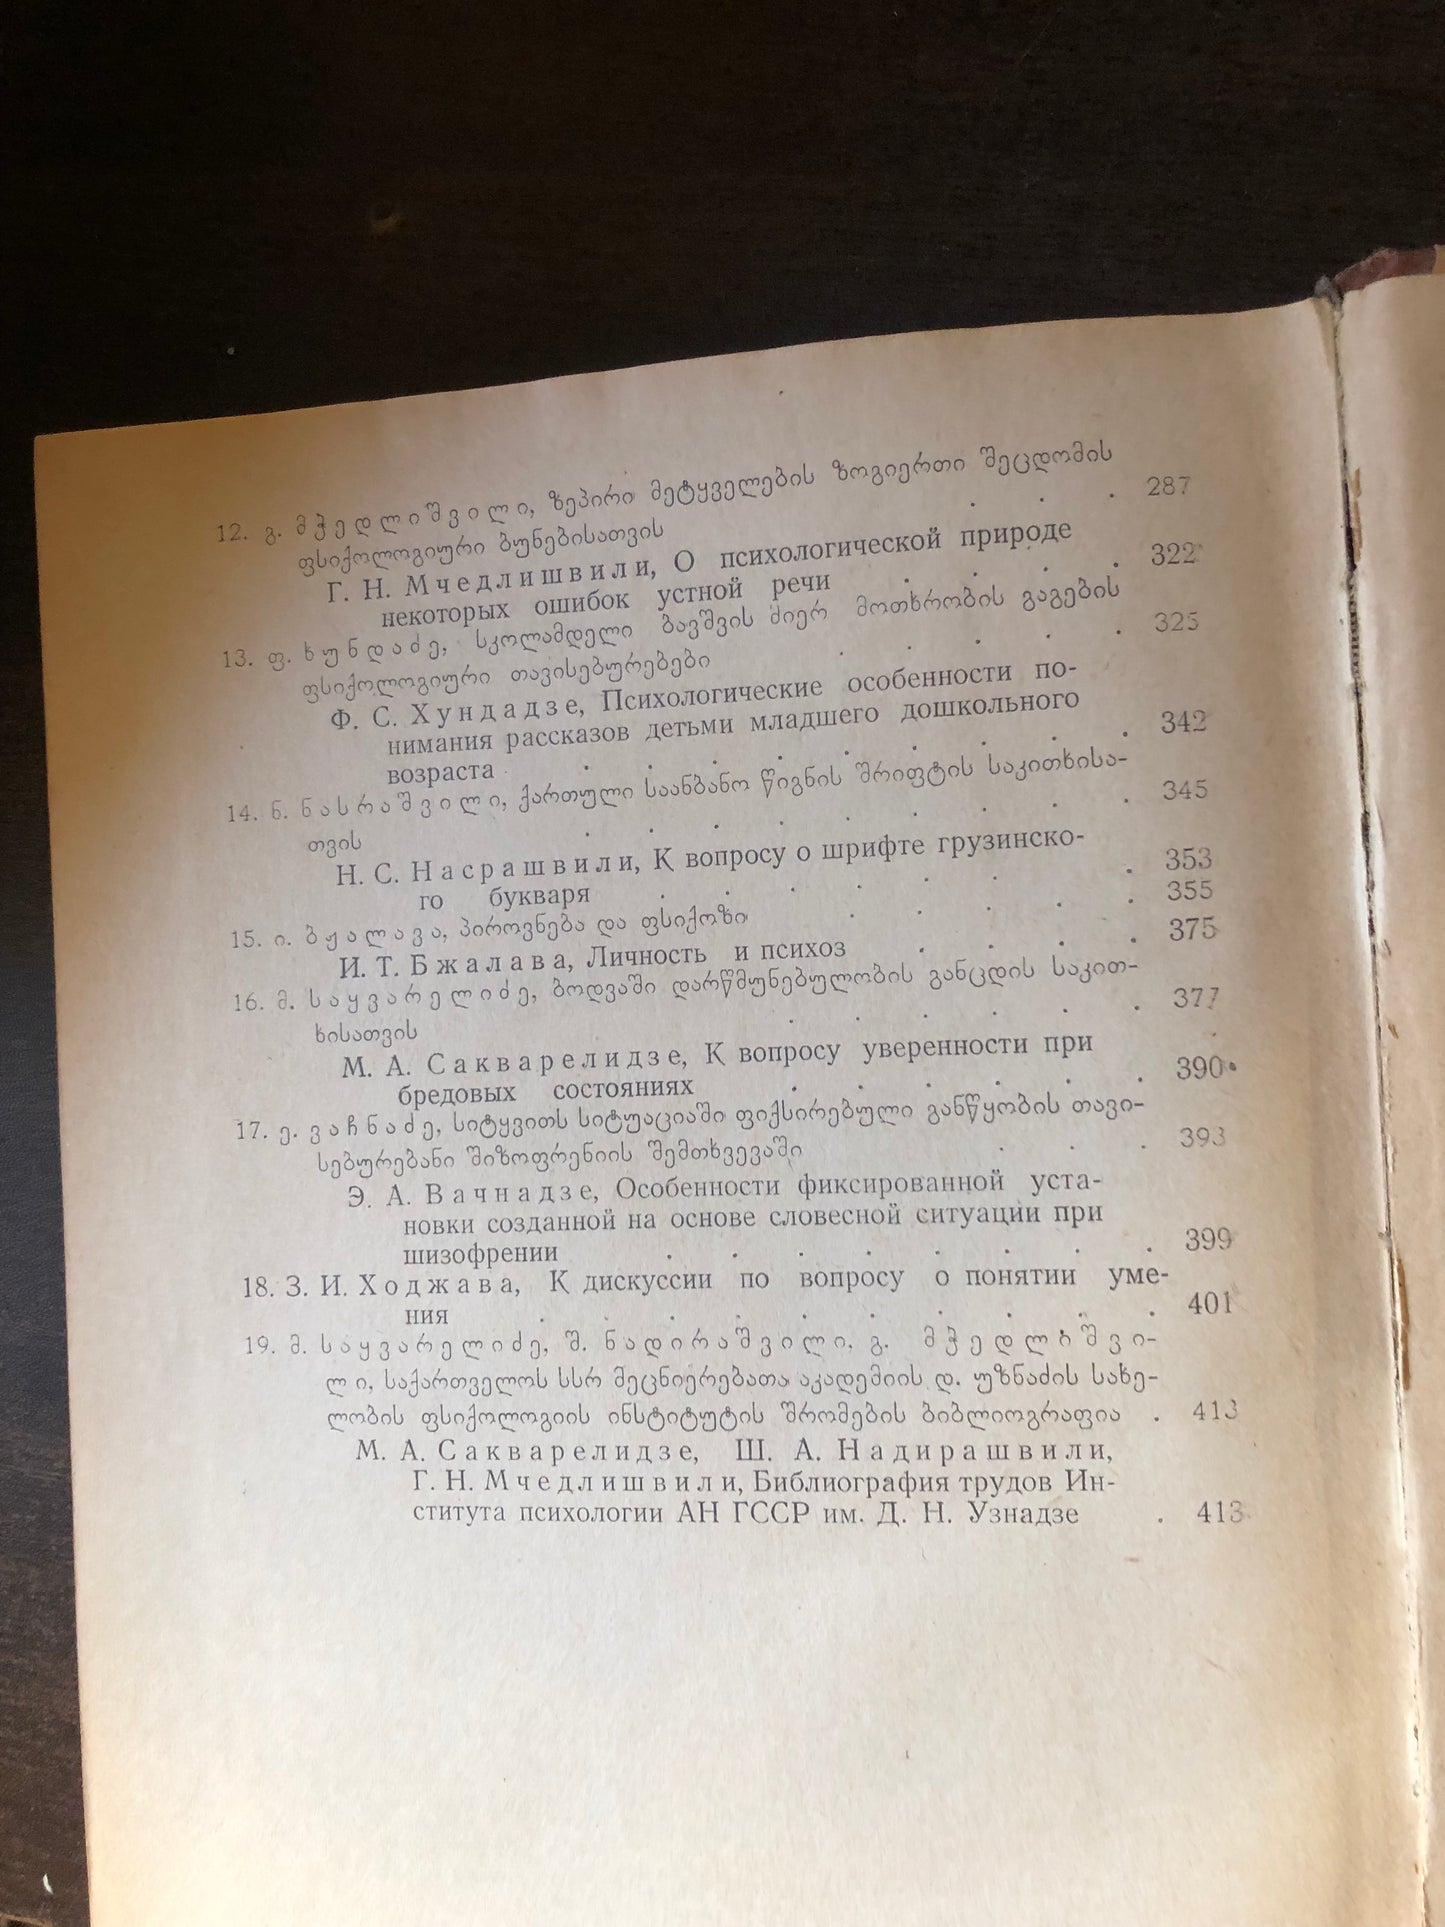 12. გ. მჭედლიშვილი, ზეპირი მეტყველების ზოგიერთი შეცდომის
ფსიქოლოგიური ბუნებისათვის . . . 287
Г. Н. Мчедлишвили, О психологической природе
некоторых ошибок устной речи . . . . 322
13. ფ. ხუნდაძე, სკოლამდელი ბავშვის მიერ მოთხრობის გაგების
ფსიქოლოგიური თავისებურებები . . . . . 325
Ф. С. Хундадзе, Психологические особенности по-
нимания рассказов детьми младшего дошкольного
возраста . . . . . . . . . 342
14. ნ. ნასრაშვილი, ქართული საანბანო წიგნის შრიფტის საკითხისა-
თვის . . . . . . . . . 345
Н. С. Насрашвили, К вопросу о шрифте грузинско-
го букваря . . . . . . . . 353
15. ი. ბჟალავა, პიროვნება და ფსიქოზი . . . . . 355
И. Т. Бжалава, Личность и психоз . . . . 375
16. მ. საყვარელიძე, ბოდვაში დარწმუნებულობის განცდის საკით-
ხისათვის . . . . . . 377
М. А. Сакварелидзе, К вопросу уверенности при
бредовых состояниях . . . . . . 390
17. ე. ვაჩნაძე, სიტყვითს სიტუაციაში ფიქსირებული განწყობის თავი-
სებურებანი შიზოფრენიის შემთხვევაში . . . 393
Э. А. Вачнадзе, Особенности фиксированной уста-
новки созданной на основе словесной ситуации при
шизофрении . . . . . . . . 399
18. З. И. Ходжава, К дискуссии по вопросу о понятии уме-
ния . . . . . . . . . . 401
19. მ. საყვარელიძე, შ. ნადირაშვილი, გ. მჭედლიშვი-
ლი, საქართველოს სსრ მეცნიერებათა აკადემიის დ. უზნაძის სახე-
ლობის ფსიქოლოგიის ინსტიტუტის შრომების ბიბლიოგრაფია . 413
М. А. Сакварелидзе, Ш. А. Надирашвили,
Г. Н. Мчедлишвили, Библиография трудов Ин-
ститута психологии АН ГССР им. Д. Н. Узнадзе . 413